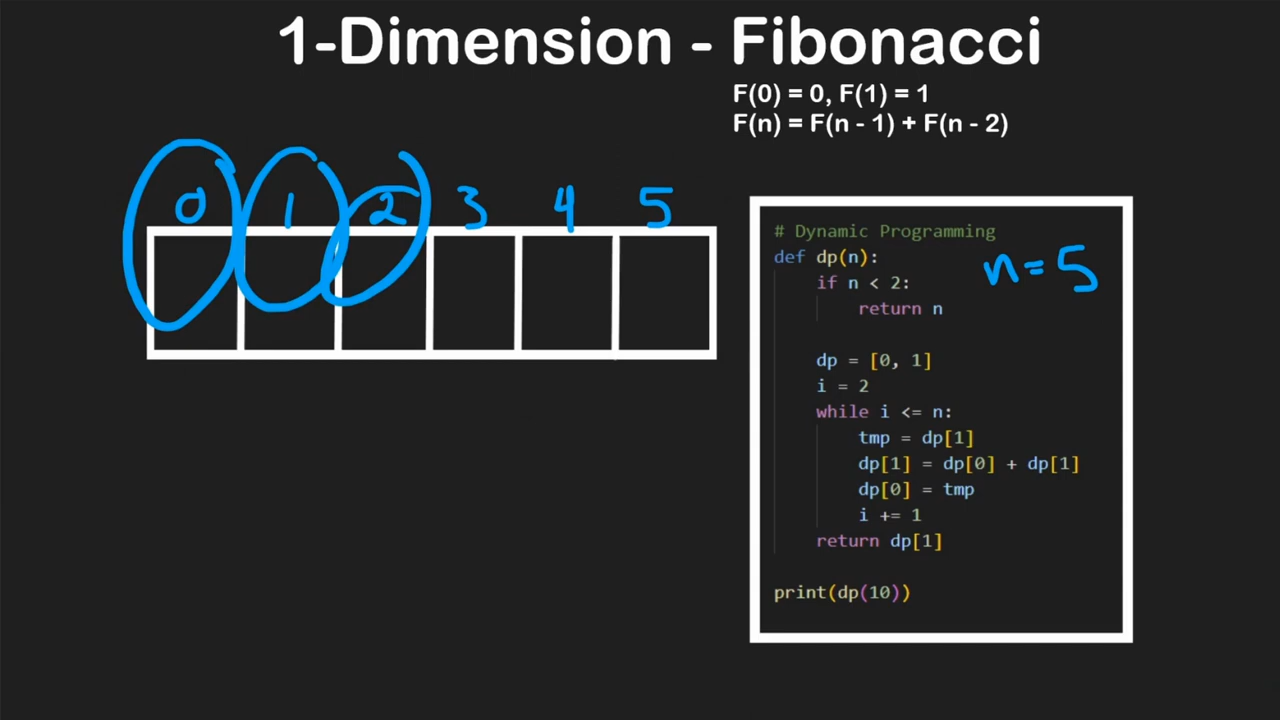 1-Dimension - Fibonacci
F(0) = 0, F(1) = 1
F(n) = F(n - 1) + F(n - 2)
0 1 2 3 4 5
# Dynamic Programming
def dp(n):
n=5
if n < 2:
return n
dp = [0, 1]
i = 2
while i <= n:
tmp = dp[1]
dp[1] = dp[0] + dp[1]
dp[0] = tmp
i += 1
return dp[1]
print(dp(10))